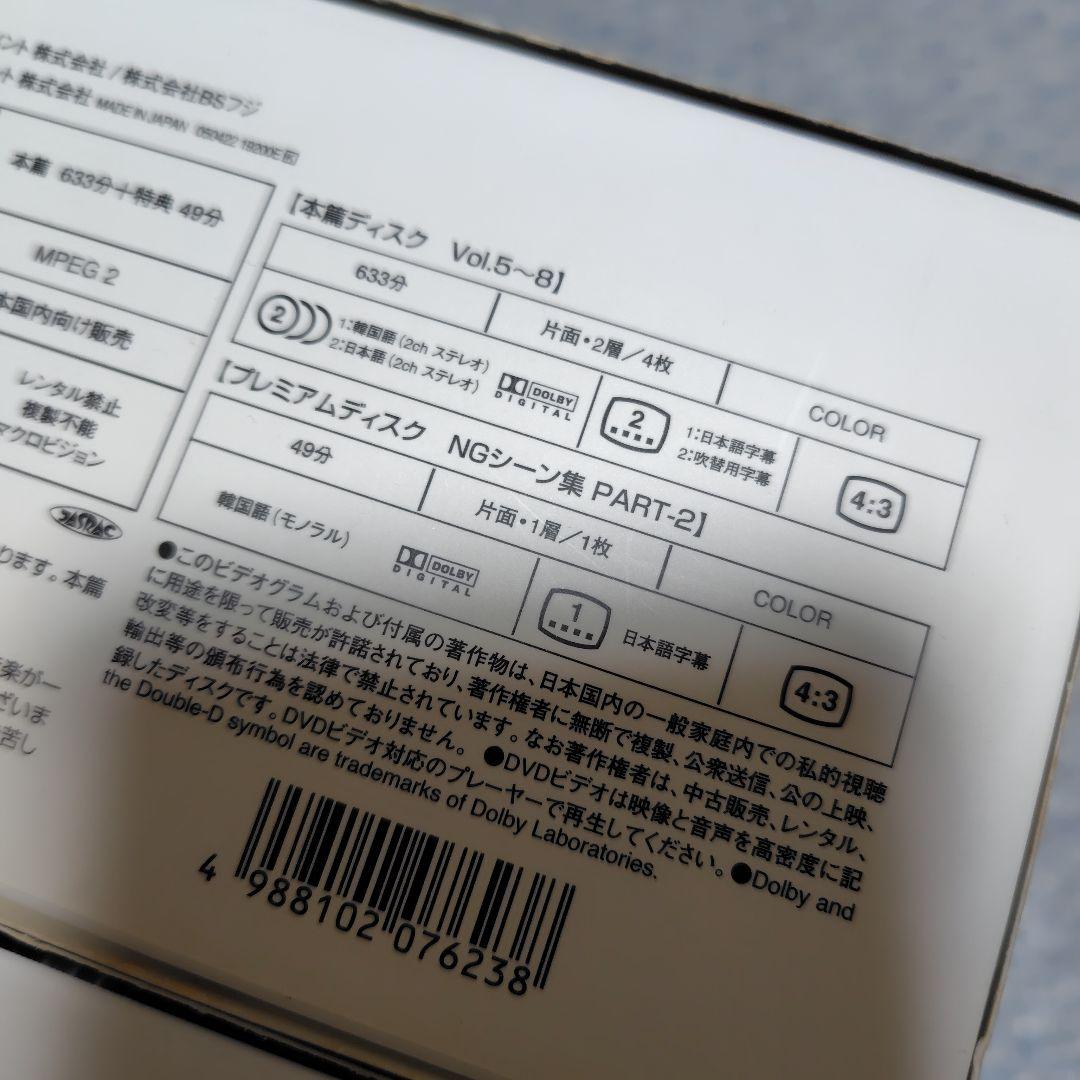 株式会社/株式会社BSフジ
ト 株式会社 MADE IN JAPAN 050422 19200E
本篇 633分+特典 49分
MPEG 2
本国内向け販売
レンタル禁止
複製不能
マクロビジョン
JASRAC
ります。本篇
楽が一
ざいま
苦し
【本篇ディスク Vol.5~8】
633分
片面・2層/4枚
COLOR
2
1:韓国語(2ch ステレオ)
2:日本語(2ch ステレオ)
DOLBY
DIGITAL
2
1:日本語字幕
2:吹替用字幕
4:3
【プレミアムディスク NGシーン集 PART-2】
49分
片面・1層/1枚
COLOR
韓国語(モノラル)
DOLBY
DIGITAL
1
日本語字幕
4:3
●このビデオグラムおよび付属の著作物は、日本国内の一般家庭内での私的視聴
に用途を限って販売が許諾されており、著作権者に無断で複製、公衆送信、公の上映、
改変等をすることは法律で禁止されています。なお著作権者は、中古販売、レンタル、
輸出等の頒布行為を認めておりません。 ●DVDビデオは映像と音声を高密度に記
録したディスクです。DVDビデオ対応のプレーヤーで再生してください。●Dolby and
the Double-D symbol are trademarks of Dolby Laboratories.
4 988102 076238